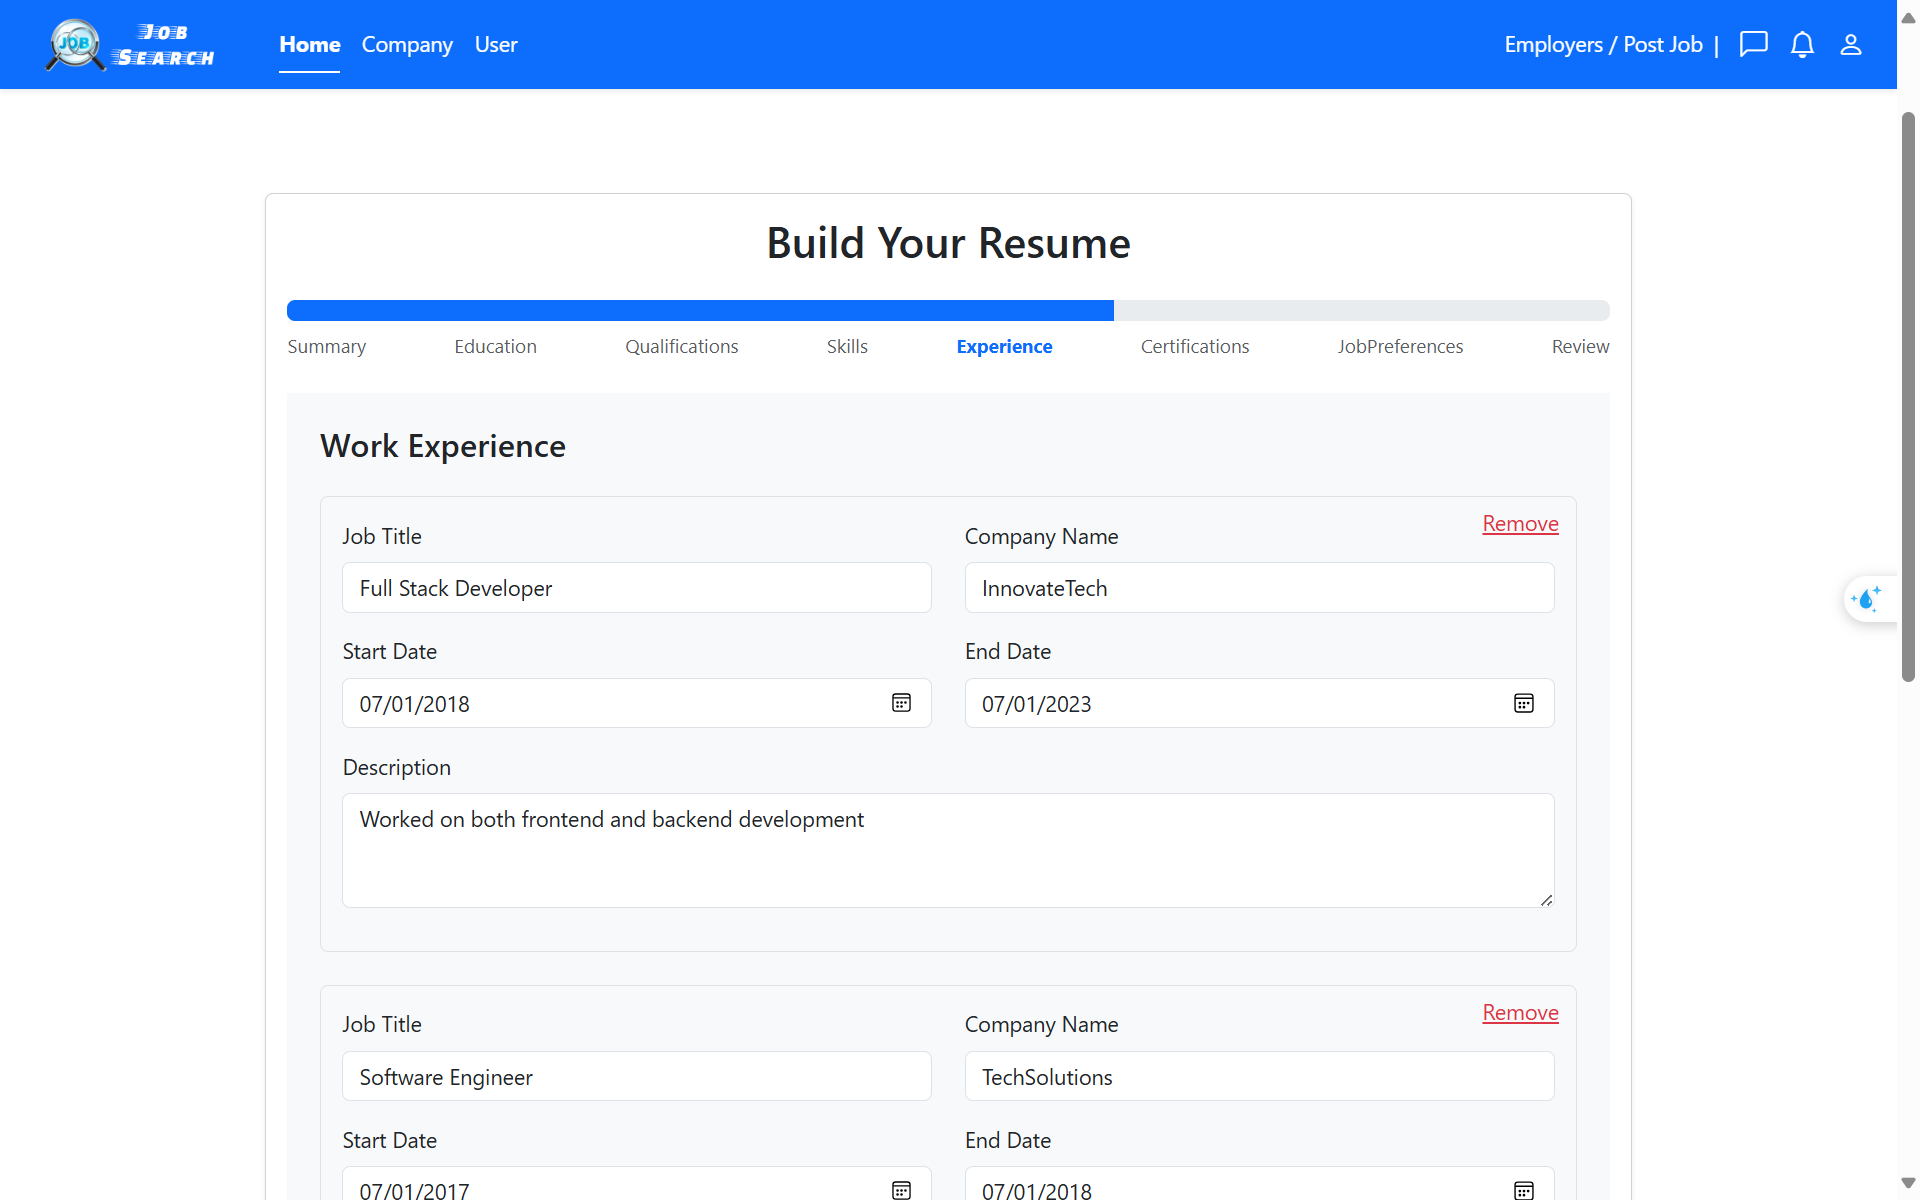 JOB
JOB
SEARCH
Home Company User
Employers / Post Job |
Build Your Resume
Summary Education Qualifications Skills Experience Certifications JobPreferences Review
Work Experience
Remove
Job Title Company Name
Full Stack Developer InnovateTech
Start Date End Date
07/01/2018 07/01/2023
Description
Worked on both frontend and backend development
Remove
Job Title Company Name
Software Engineer TechSolutions
Start Date End Date
07/01/2017 07/01/2018